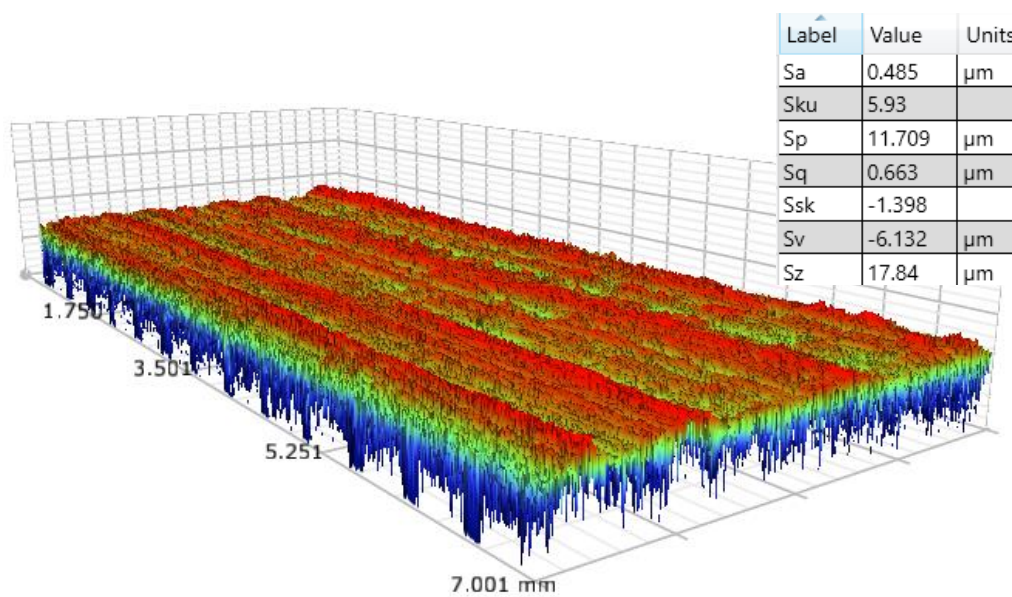 Label Value Units
Sa 0.485 µm
Sku 5.93
Sp 11.709 µm
Sq 0.663 µm
Ssk -1.398
Sv -6.132 µm
Sz 17.84 µm
1.750
3.501
5.251
7.001 mm